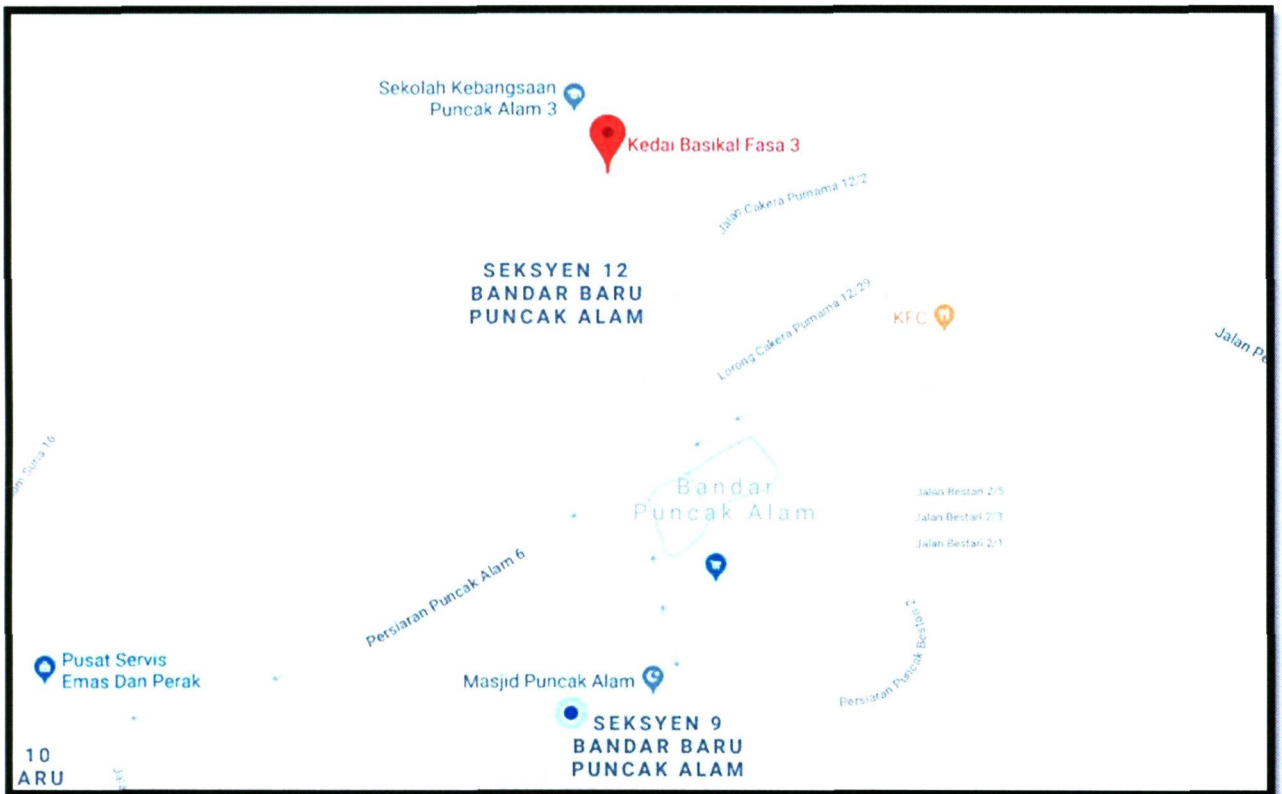 Sekolah Kebangsaan
Puncak Alam 3
Kedai Basikal Fasa 3
Jalan Cakera Purnama 12/2
SEKSYEN 12
BANDAR BARU
PUNCAK ALAM
Lorong Cakera Purnama 12/29
KFC
Jalan
16
Bandar
Puncak Alam
Jalan Bestari 2/5
Jalan Bestari 2/3
Jalan Bestari 2/1
Persiaran Puncak Alam 6
Persiaran Puncak Bestari 2
Pusat Servis
Emas Dan Perak
Masjid Puncak Alam
SEKSYEN 9
BANDAR BARU
PUNCAK ALAM
10
ARU